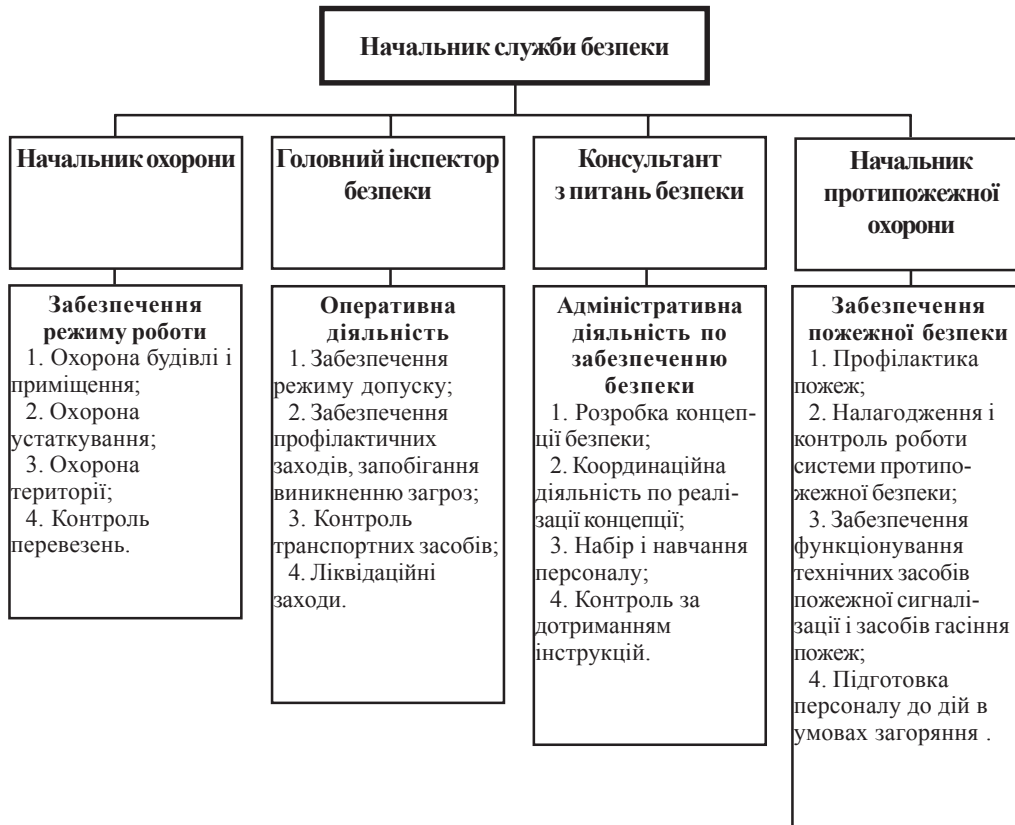 Начальник служби безпеки
Начальник охорони
Головний інспектор
безпеки
Консультант
з питань безпеки
Начальник
протипожежної
охорони
Забезпечення
режиму роботи
1. Охорона будівлі і
приміщення;
2. Охорона
устаткування;
3. Охорона
території;
4. Контроль
перевезень.
Оперативна
діяльність
1. Забезпечення
режиму допуску;
2. Забезпечення
профілактичних
заходів, запобігання
виникненню загроз;
3. Контроль
транспортних засобів;
4. Ліквідаційні
заходи.
Адміністративна
діяльність по
забезпеченню
безпеки
1. Розробка концеп-
ції безпеки;
2. Координаційна
діяльність по реалі-
зації концепції;
3. Набір і навчання
персоналу;
4. Контроль за
дотриманням
інструкцій.
Забезпечення
пожежної безпеки
1. Профілактика
пожеж;
2. Налагодження і
контроль роботи
системи протипо-
жежної безпеки;
3. Забезпечення
функціонування
технічних засобів
пожежної сигналі-
зації і засобів гасіння
пожеж;
4. Підготовка
персоналу до дій в
умовах загоряння .